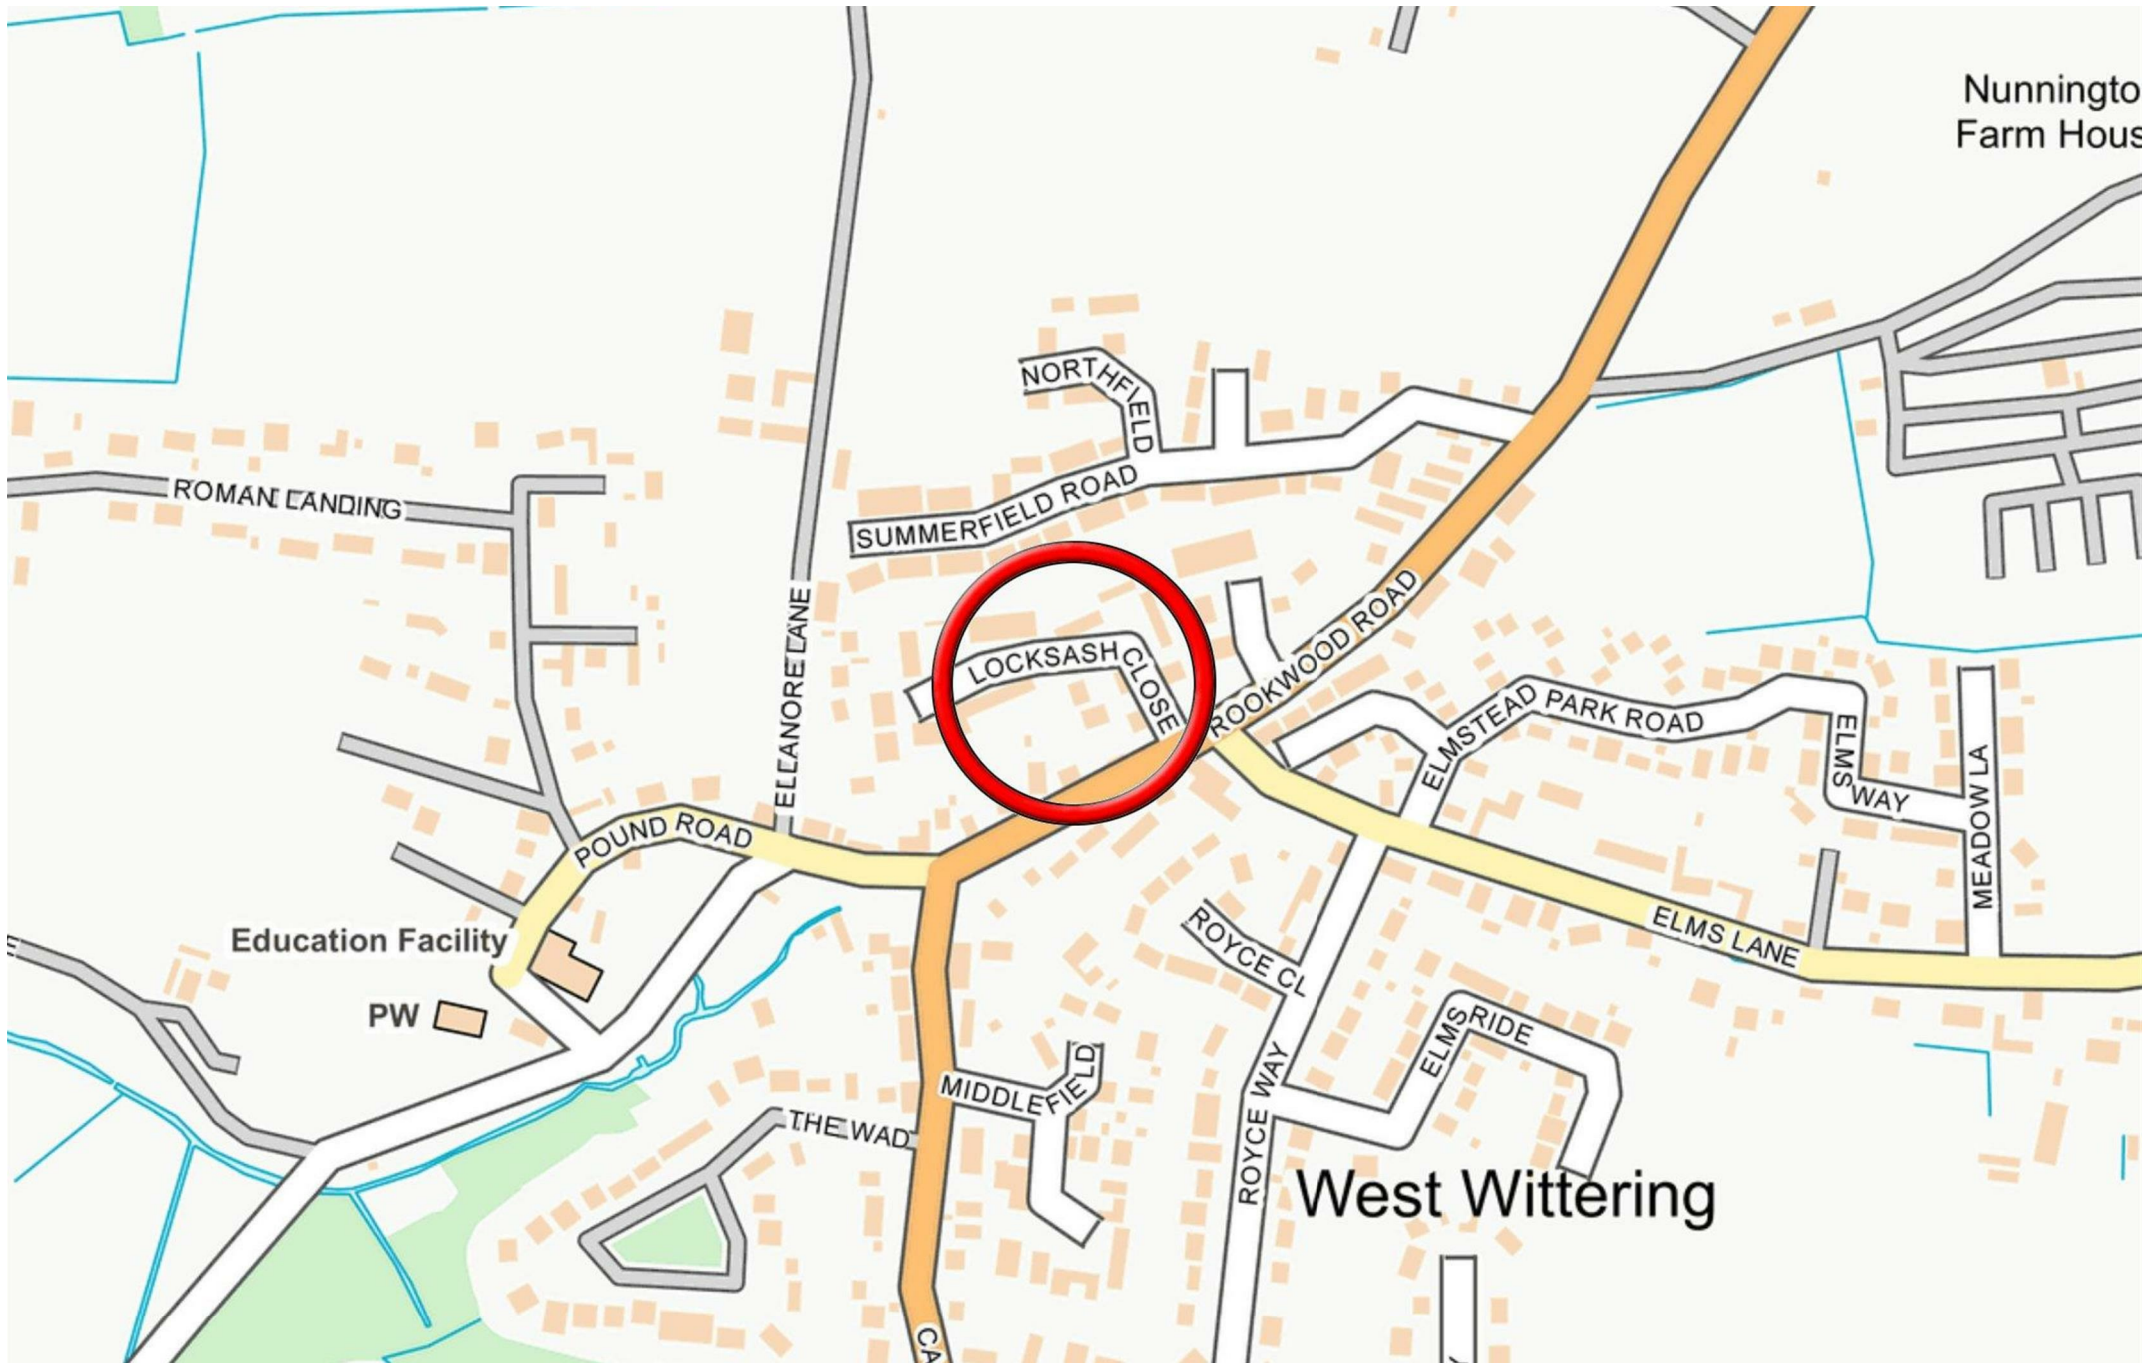 Nunningto
Farm Hous
NORTHFIELD
SUMMERFIELD ROAD
ROMAN LANDING
ELLANORE LANE
LOCKSASH CLOSE
ROOKWOOD ROAD
ELMSTEAD PARK ROAD
ELMS WAY
MEADOW LA
POUND ROAD
ELMS LANE
Education Facility
ROYCE CL
PW
ELMS RIDE
MIDDLEFIELD
THE WAD
ROYCE WAY
West Wittering
CA